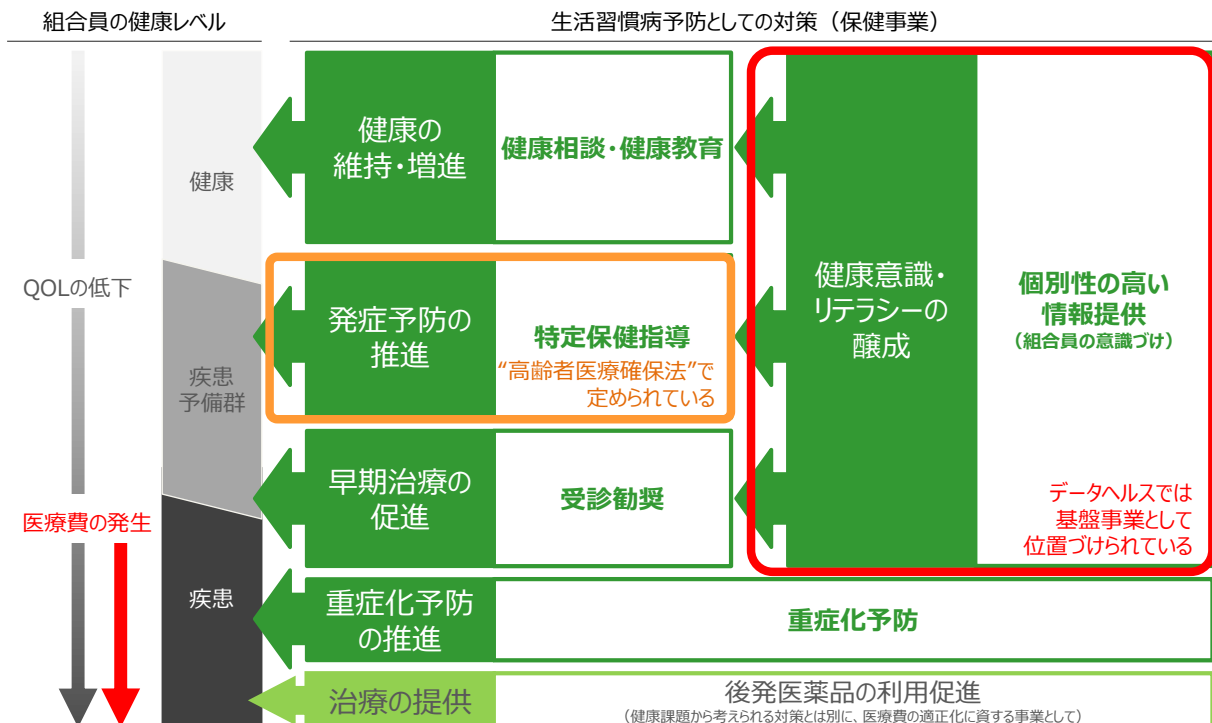 組合員の健康レベル
生活習慣病予防としての対策（保健事業）
QOLの低下
医療費の発生
健康
疾患
予備群
疾患
健康の
維持・増進
健康相談・健康教育
発症予防の
推進
特定保健指導
“高齢者医療確保法”で
定められている
早期治療の
促進
受診勧奨
健康意識・
リテラシーの
醸成
個別性の高い
情報提供
（組合員の意識づけ）
データヘルスでは
基盤事業として
位置づけられている
重症化予防
の推進
重症化予防
治療の提供
後発医薬品の利用促進
（健康課題から考えられる対策とは別に、医療費の適正化に資する事業として）